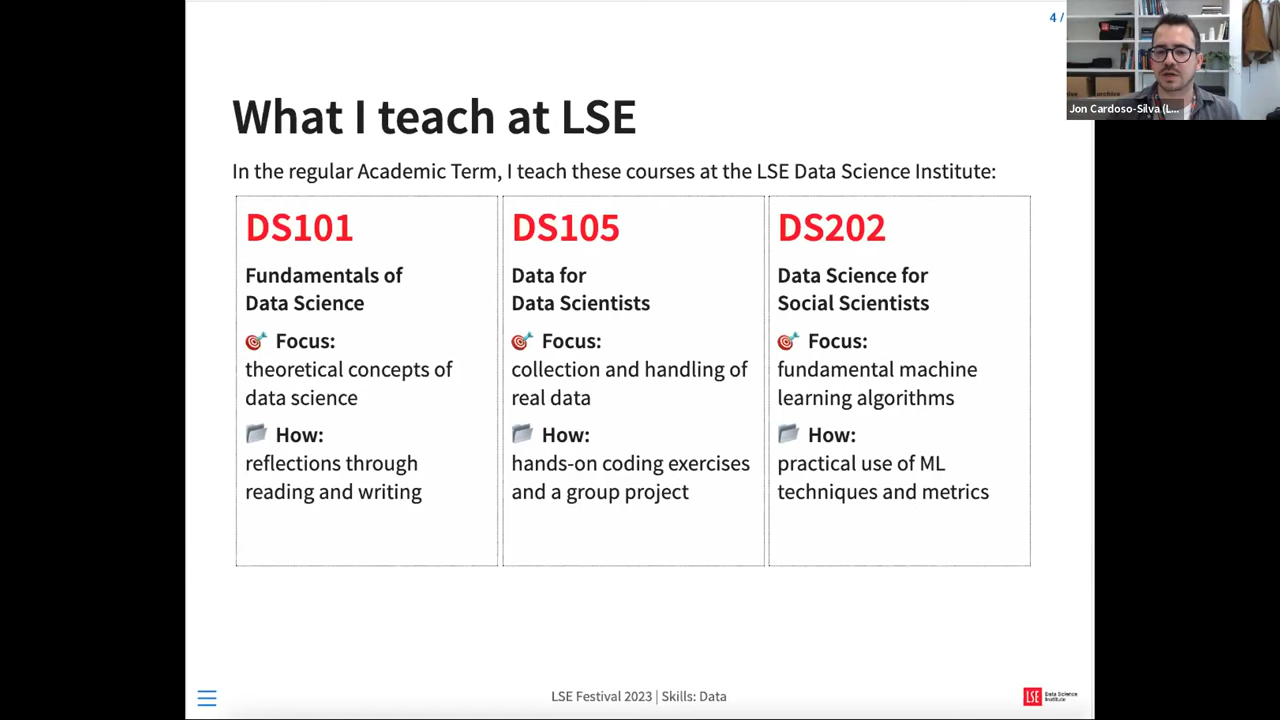 4 /
Jon Cardoso-Silva (L...
What I teach at LSE
In the regular Academic Term, I teach these courses at the LSE Data Science Institute:
DS101
Fundamentals of
Data Science
🎯 Focus:
theoretical concepts of
data science
📁 How:
reflections through
reading and writing
DS105
Data for
Data Scientists
🎯 Focus:
collection and handling of
real data
📁 How:
hands-on coding exercises
and a group project
DS202
Data Science for
Social Scientists
🎯 Focus:
fundamental machine
learning algorithms
📁 How:
practical use of ML
techniques and metrics
LSE Festival 2023 | Skills: Data
LSE Data Science
Institute